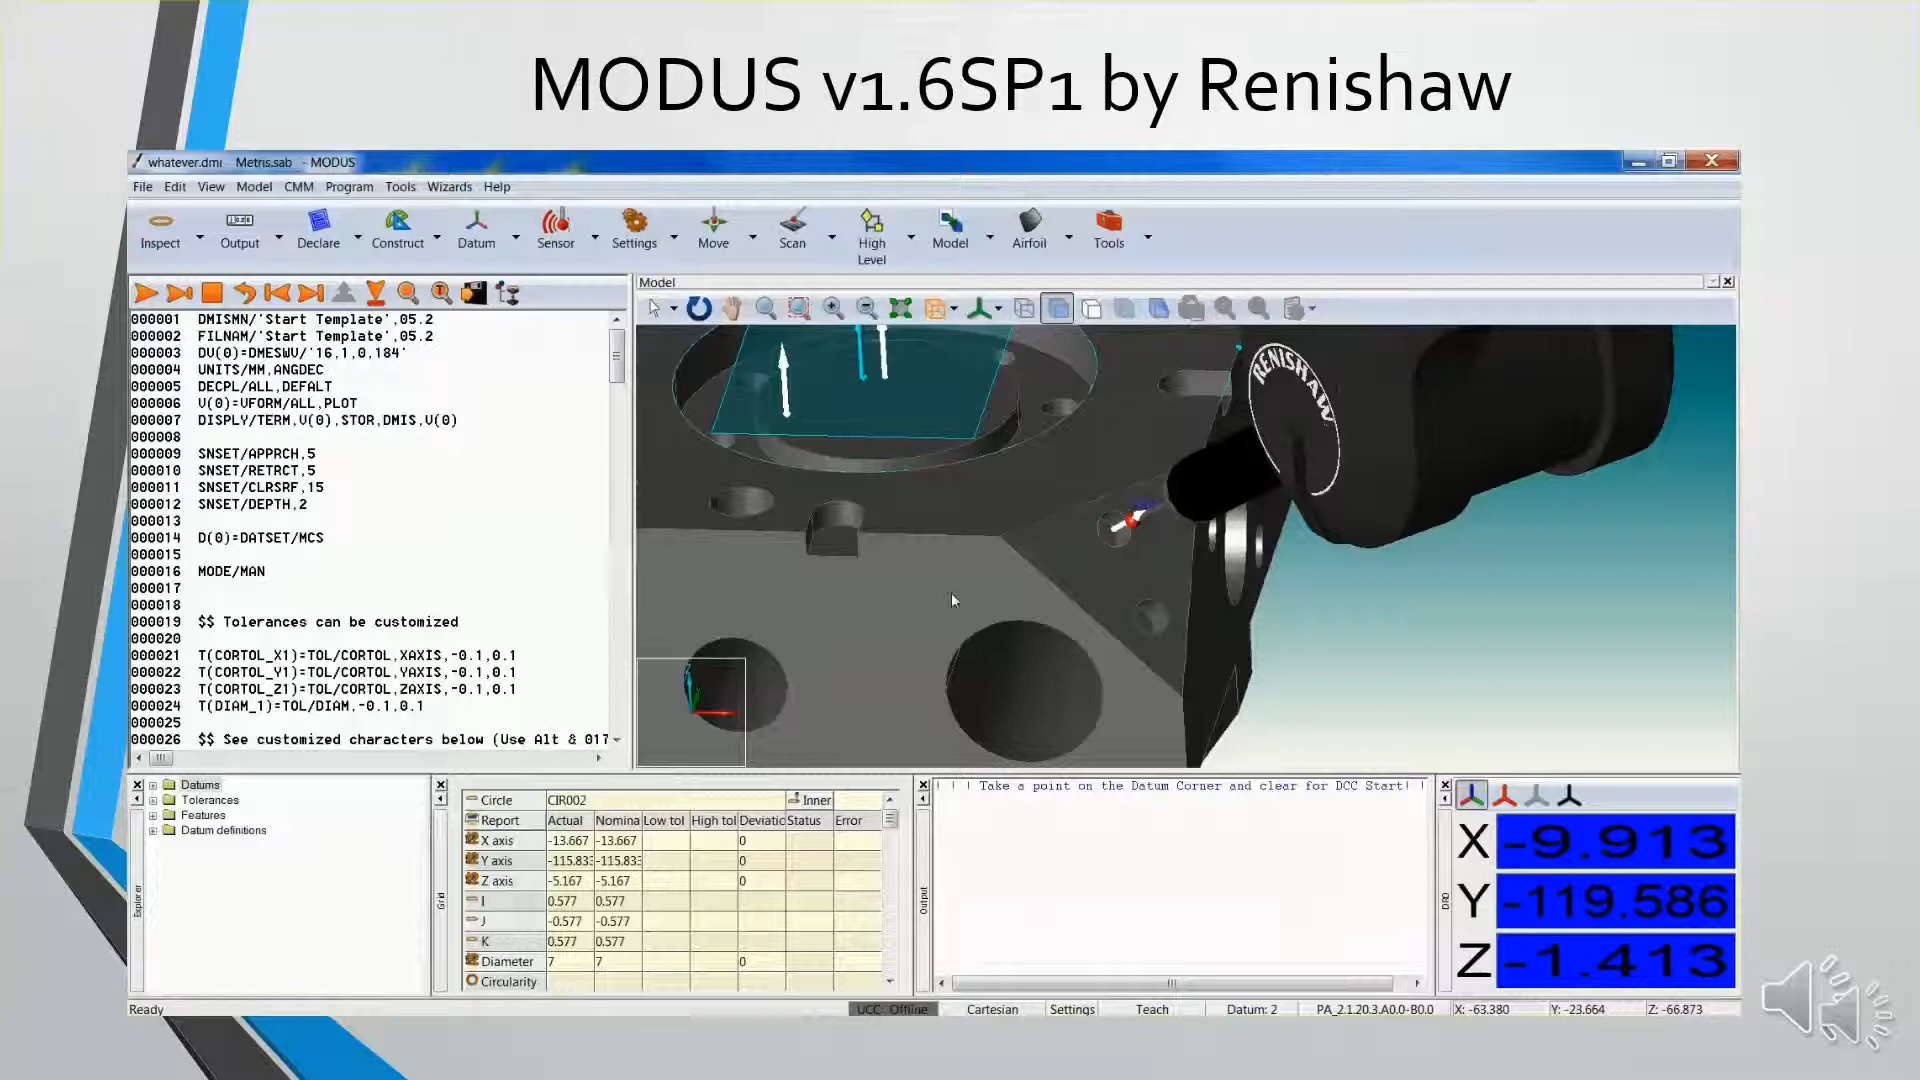 MODUS v1.6SP1 by Renishaw
whatever.dmi Metris.sab - MODUS
File Edit View Model CMM Program Tools Wizards Help
Inspect Output Declare Construct Datum Sensor Settings Move Scan High Level Model Airfoil Tools
Model
000001 DMISMN/'Start Template',05.2
000002 FILNAM/'Start Template',05.2
000003 DV(0)=DMESWV/'16,1,0,184'
000004 UNITS/MM,ANGDEC
000005 DECPL/ALL,DEFALT
000006 V(0)=VFORM/ALL,PLOT
000007 DISPLY/TERM,V(0),STOR,DMIS,V(0)
000008
000009 SNSET/APPRCH,5
000010 SNSET/RETRCT,5
000011 SNSET/CLRSRF,15
000012 SNSET/DEPTH,2
000013
000014 D(0)=DATSET/MCS
000015
000016 MODE/MAN
000017
000018
000019 $$ Tolerances can be customized
000020
000021 T(CORTOL_X1)=TOL/CORTOL,XAXIS,-0.1,0.1
000022 T(CORTOL_Y1)=TOL/CORTOL,YAXIS,-0.1,0.1
000023 T(CORTOL_Z1)=TOL/CORTOL,ZAXIS,-0.1,0.1
000024 T(DIAM_1)=TOL/DIAM,-0.1,0.1
000025
000026 $$ See customized characters below (Use Alt & 017
RENISHAW
Datums
Tolerances
Features
Datum definitions
Explorer
Grid
Circle CIR002 Inner
Report Actual Nomina Low tol High tol Deviatic Status Error
X axis -13.667 -13.667 0
Y axis -115.833 -115.833 0
Z axis -5.167 -5.167 0
I 0.577 0.577
J -0.577 -0.577
K 0.577 0.577
Diameter 7 7 0
Circularity
Output
! ! ! Take a point on the Datum Corner and clear for DCC Start! !
DRO
X -9.913
Y -119.586
Z -1.413
Ready UCC: Offline Cartesian Settings Teach Datum: 2 PA_2.1.20.3.A0.0-B0.0 X: -63.380 Y: -23.664 Z: -66.873